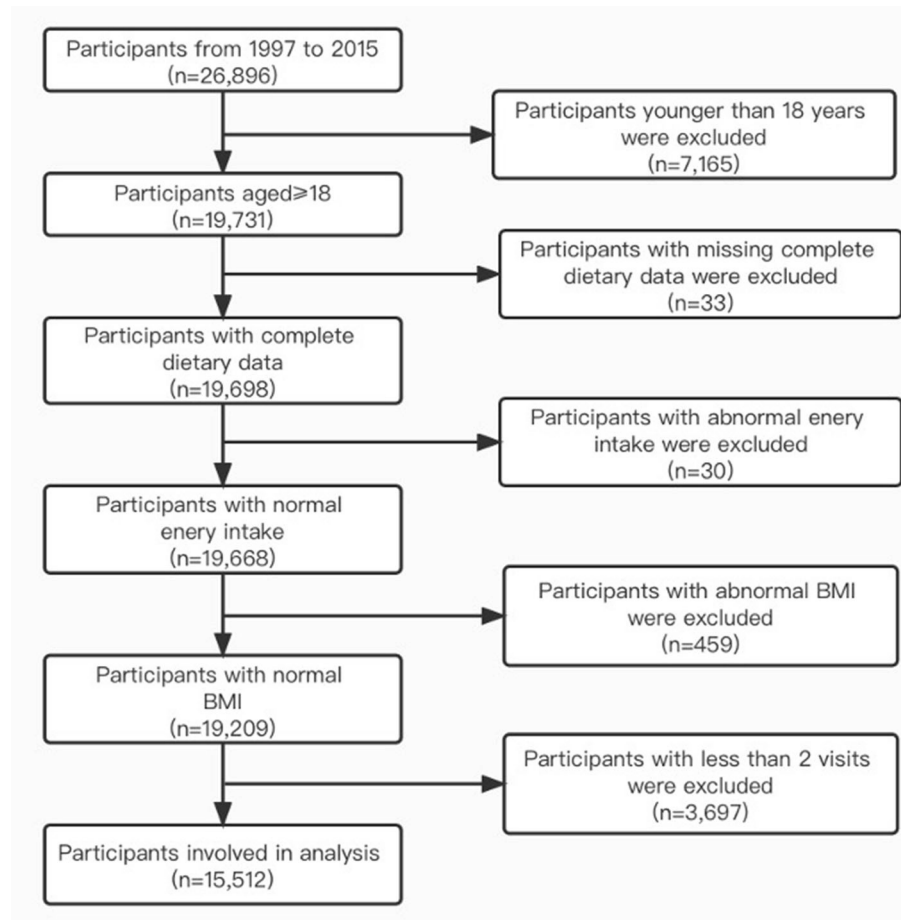 Participants from 1997 to 2015
(n=26,896)
Participants younger than 18 years
were excluded
(n=7,165)
Participants aged≥18
(n=19,731)
Participants with missing complete
dietary data were excluded
(n=33)
Participants with complete
dietary data
(n=19,698)
Participants with abnormal enery
intake were excluded
(n=30)
Participants with normal
enery intake
(n=19,668)
Participants with abnormal BMI
were excluded
(n=459)
Participants with normal
BMI
(n=19,209)
Participants with less than 2 visits
were excluded
(n=3,697)
Participants involved in analysis
(n=15,512)